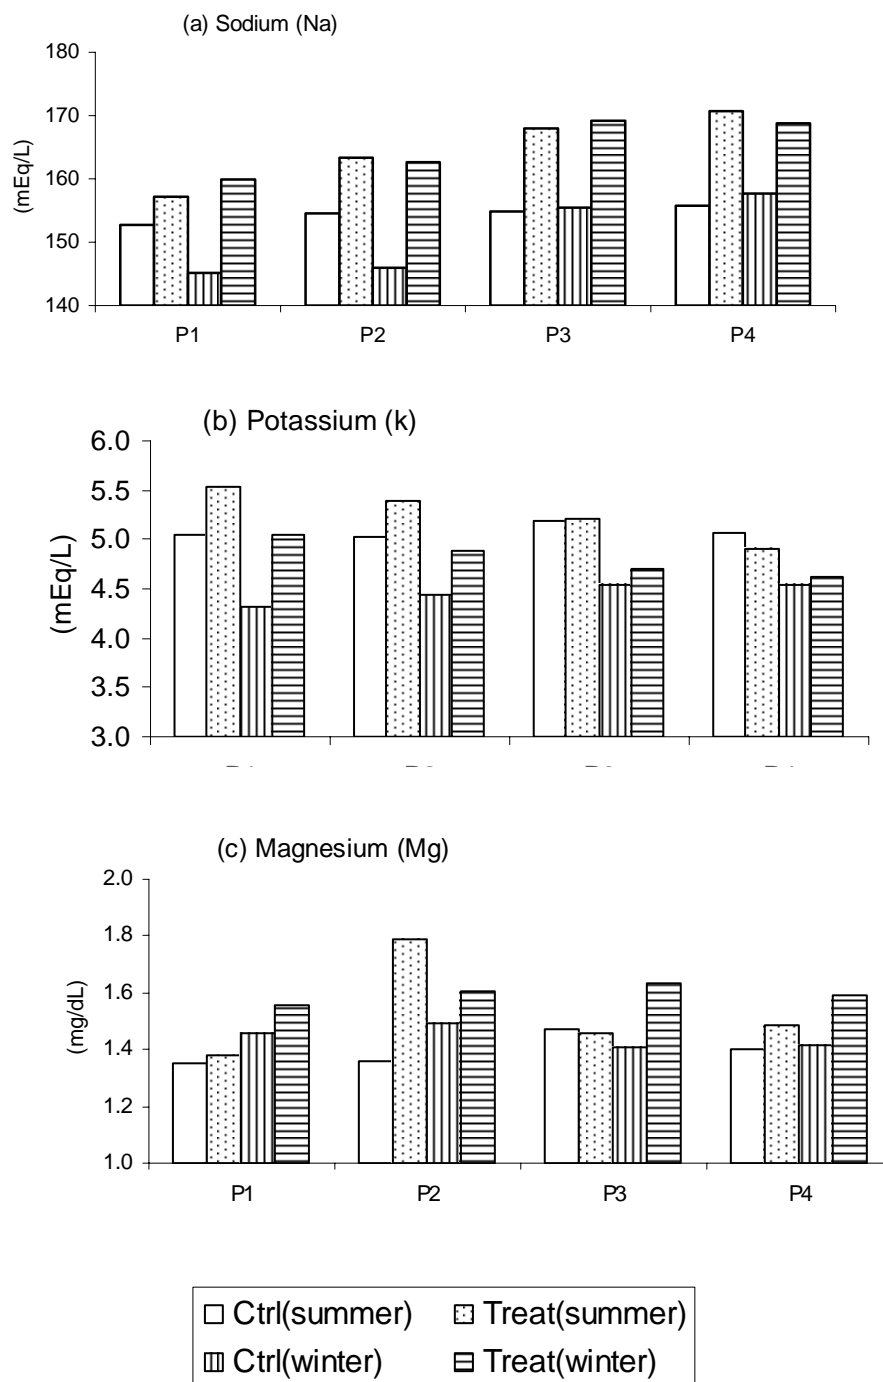 (a) Sodium (Na)
180
170
160
150
140
(mEq/L)
P1 P2 P3 P4
(b) Potassium (k)
6.0
5.5
5.0
4.5
4.0
3.5
3.0
(mEq/L)
(c) Magnesium (Mg)
2.0
1.8
1.6
1.4
1.2
1.0
(mg/dL)
P1 P2 P3 P4
Ctrl(summer) Treat(summer)
Ctrl(winter) Treat(winter)